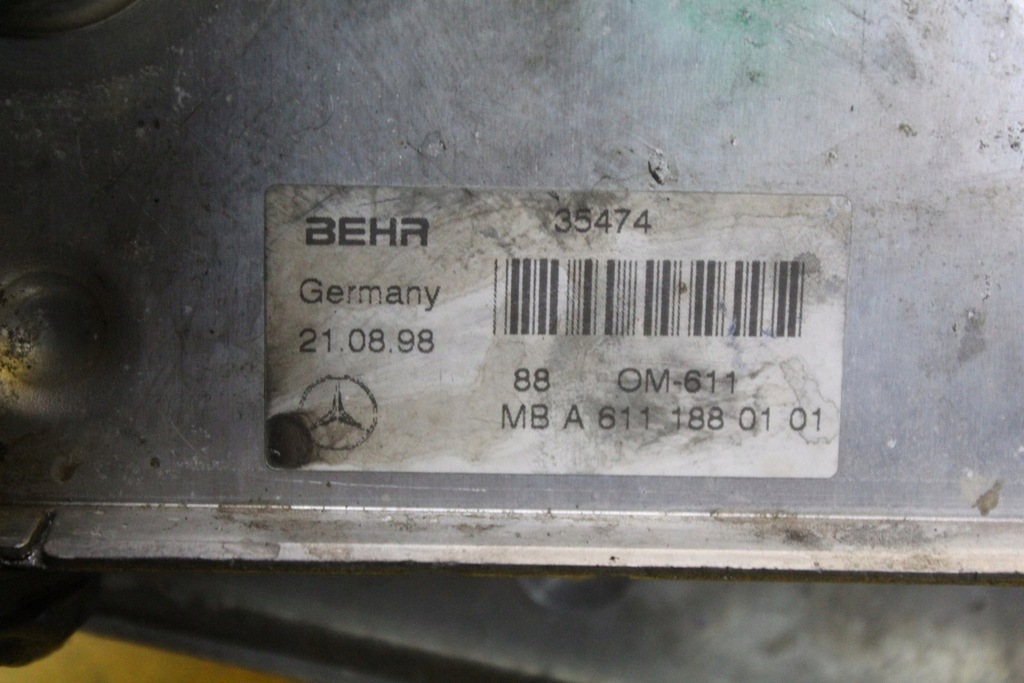 BEHR
35474
Germany
21.08.98
88 OM-611
MB A 611 188 01 01